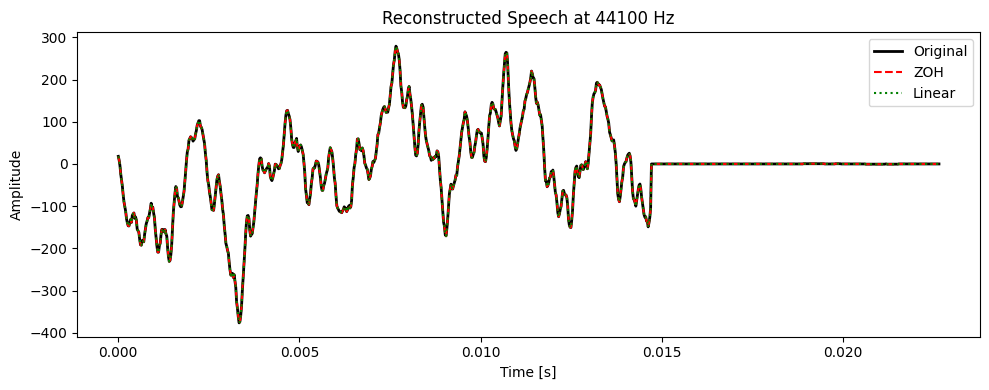 Reconstructed Speech at 44100 Hz
Original
ZOH
Linear
Amplitude
300
200
100
0
−100
−200
−300
−400
0.000 0.005 0.010 0.015 0.020
Time [s]